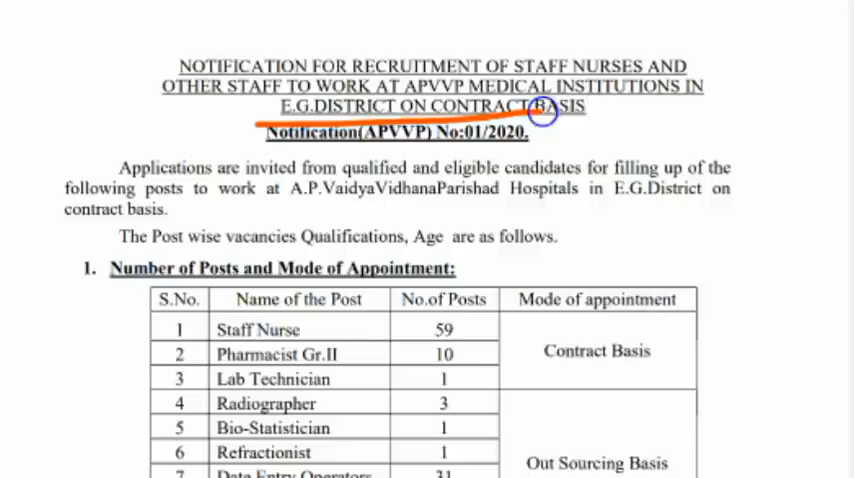 NOTIFICATION FOR RECRUITMENT OF STAFF NURSES AND
OTHER STAFF TO WORK AT APVVP MEDICAL INSTITUTIONS IN
E.G.DISTRICT ON CONTRACT BASIS
Notification(APVVP) No:01/2020.
Applications are invited from qualified and eligible candidates for filling up of the
following posts to work at A.P.VaidyaVidhanaParishad Hospitals in E.G.District on
contract basis.
The Post wise vacancies Qualifications, Age are as follows.
1. Number of Posts and Mode of Appointment:
S.No. Name of the Post No.of Posts Mode of appointment
1 Staff Nurse 59
2 Pharmacist Gr.II 10 Contract Basis
3 Lab Technician 1
4 Radiographer 3
5 Bio-Statistician 1
6 Refractionist 1
Out Sourcing Basis
7 Data Entry Operators 31